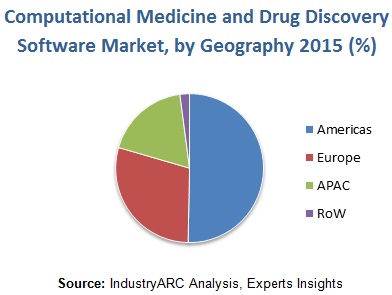 Computational Medicine and Drug Discovery
Software Market, by Geography 2015 (%)
Americas
Europe
APAC
RoW
Source: IndustryARC Analysis, Experts Insights